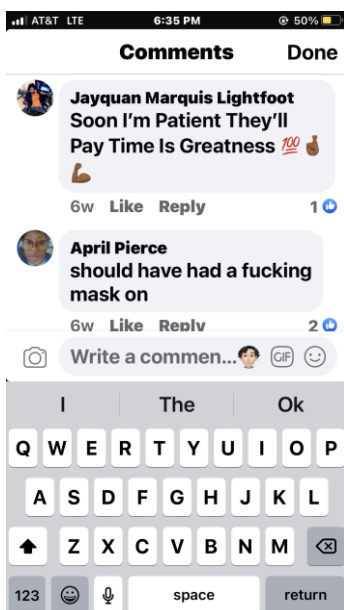 AT&T LTE 6:35 PM 50%
Comments Done
Jayquan Marquis Lightfoot
Soon I'm Patient They'll
Pay Time Is Greatness 💯🤞🏾
💪🏾
6w Like Reply 1
April Pierce
should have had a fucking
mask on
6w Like Reply 2
Write a commen... GIF
I The Ok
Q W E R T Y U I O P
A S D F G H J K L
Z X C V B N M
123 space return